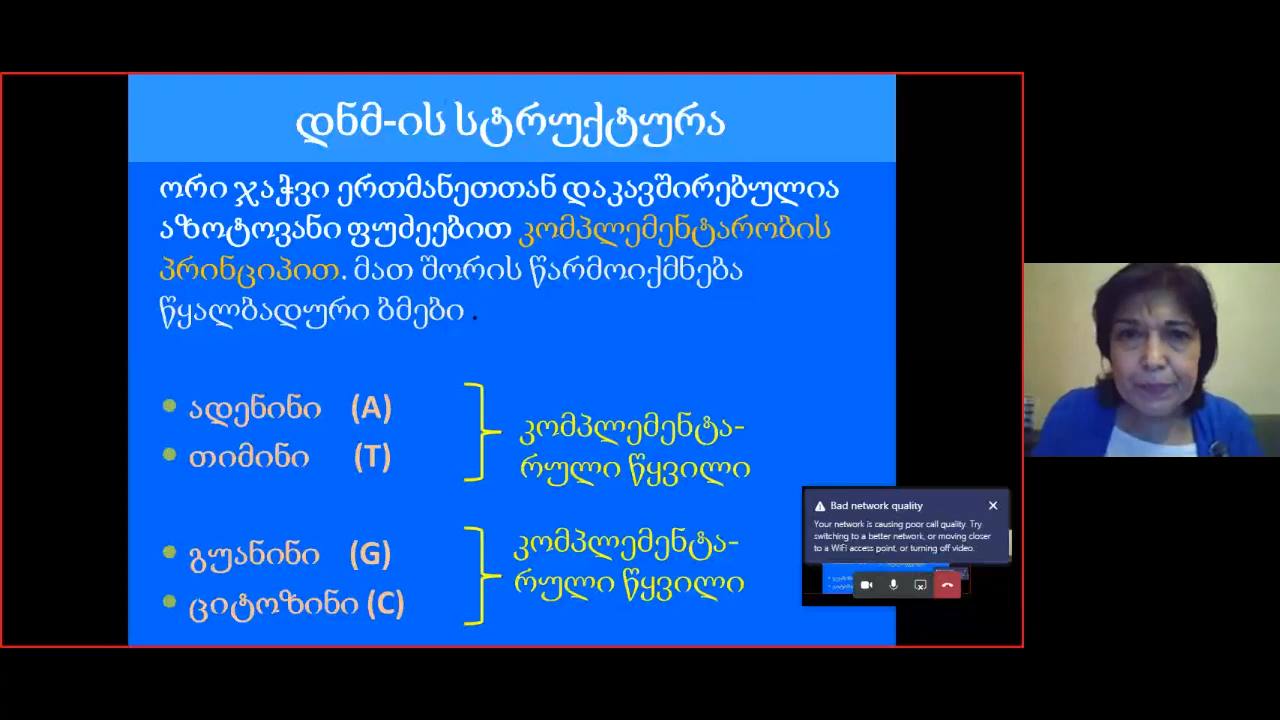 დნმ-ის სტრუქტურა
ორი ჯაჭვი ერთმანეთთან დაკავშირებულია
აზოტოვანი ფუძეებით კომპლემენტარობის
პრინციპით. მათ შორის წარმოიქმნება
წყალბადური ბმები .
• ადენინი (A)
• თიმინი (T)
კომპლემენტა-
რული წყვილი
• გუანინი (G)
• ციტოზინი (C)
კომპლემენტა-
რული წყვილი
Bad network quality
Your network is causing poor call quality. Try
switching to a better network, or moving closer
to a WiFi access point, or turning off video.